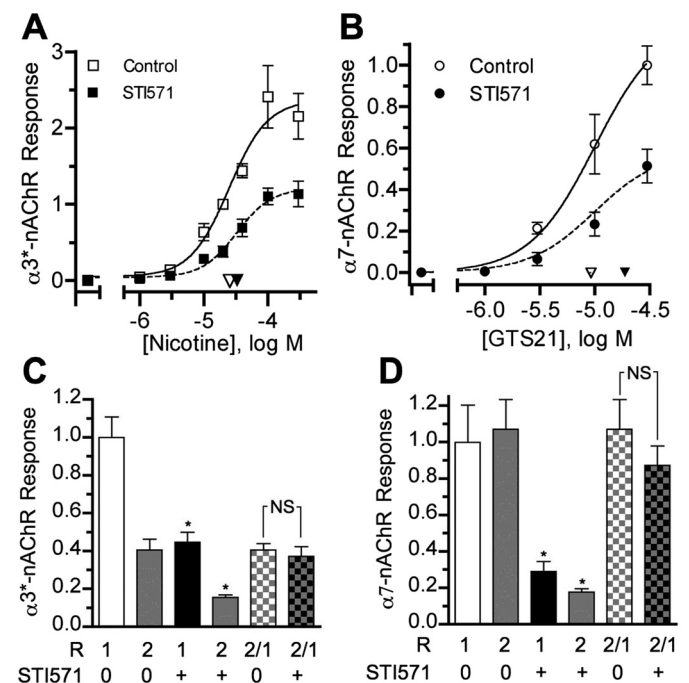 A
α3*-nAChR Response
3
2
1
0
Control
STI571
-6 -5 -4
[Nicotine], log M
B
α7-nAChR Response
1.0
0.8
0.6
0.4
0.2
0.0
Control
STI571
-6.0 -5.5 -5.0 -4.5
[GTS21], log M
C
α3*-nAChR Response
1.2
1.0
0.8
0.6
0.4
0.2
0.0
* * NS
R 1 2 1 2 2/1 2/1
STI571 0 0 + + 0 +
D
α7-nAChR Response
1.2
1.0
0.8
0.6
0.4
0.2
0.0
* * NS
R 1 2 1 2 2/1 2/1
STI571 0 0 + + 0 +